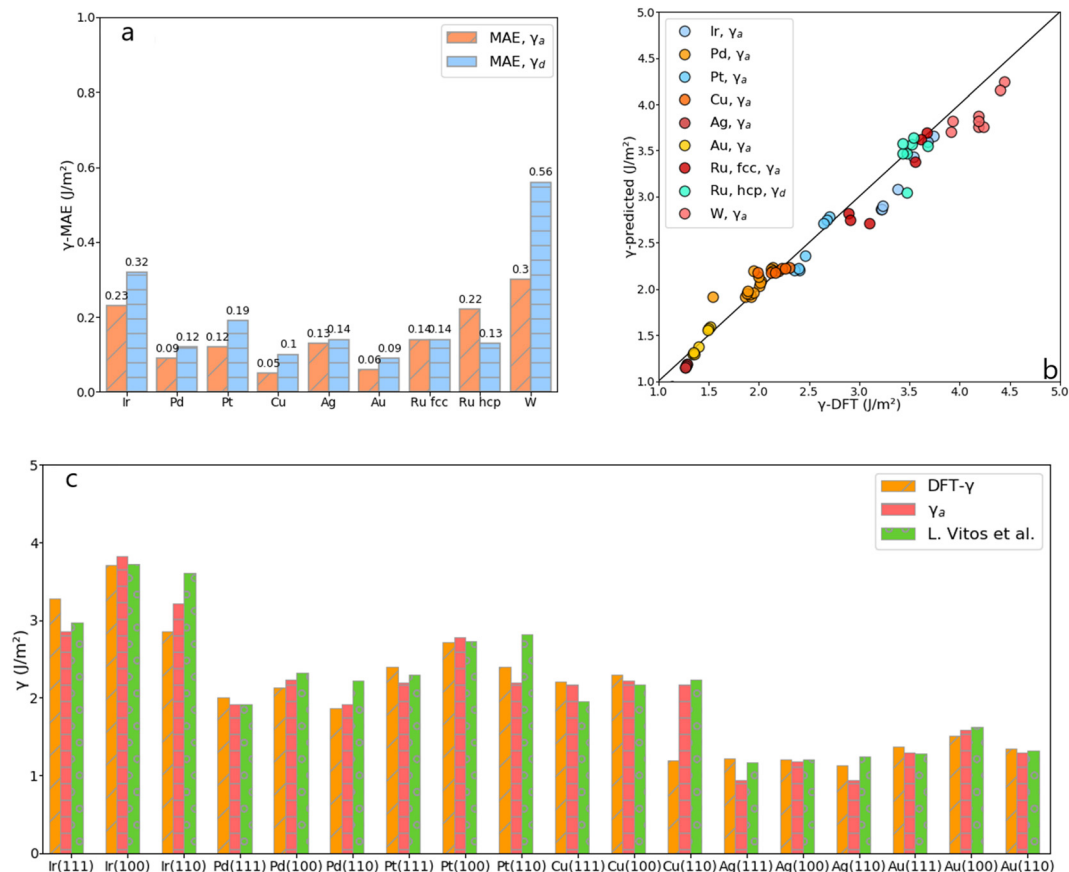 a
γ-MAE (J/m²)
1.0
0.8
0.6
0.4
0.2
0.0
MAE, γa
MAE, γd
0.23
0.32
0.09
0.12
0.12
0.19
0.05
0.1
0.13
0.14
0.06
0.09
0.14
0.14
0.22
0.13
0.3
0.56
Ir Pd Pt Cu Ag Au Ru fcc Ru hcp W
b
γ-predicted (J/m²)
5.0
4.5
4.0
3.5
3.0
2.5
2.0
1.5
1.0
Ir, γa
Pd, γa
Pt, γa
Cu, γa
Ag, γa
Au, γa
Ru, fcc, γa
Ru, hcp, γd
W, γa
1.0 1.5 2.0 2.5 3.0 3.5 4.0 4.5 5.0
γ-DFT (J/m²)
c
γ (J/m²)
5
4
3
2
1
0
DFT-γ
γa
L. Vitos et al.
Ir(111) Ir(100) Ir(110) Pd(111) Pd(100) Pd(110) Pt(111) Pt(100) Pt(110) Cu(111) Cu(100) Cu(110) Ag(111) Ag(100) Ag(110) Au(111) Au(100) Au(110)